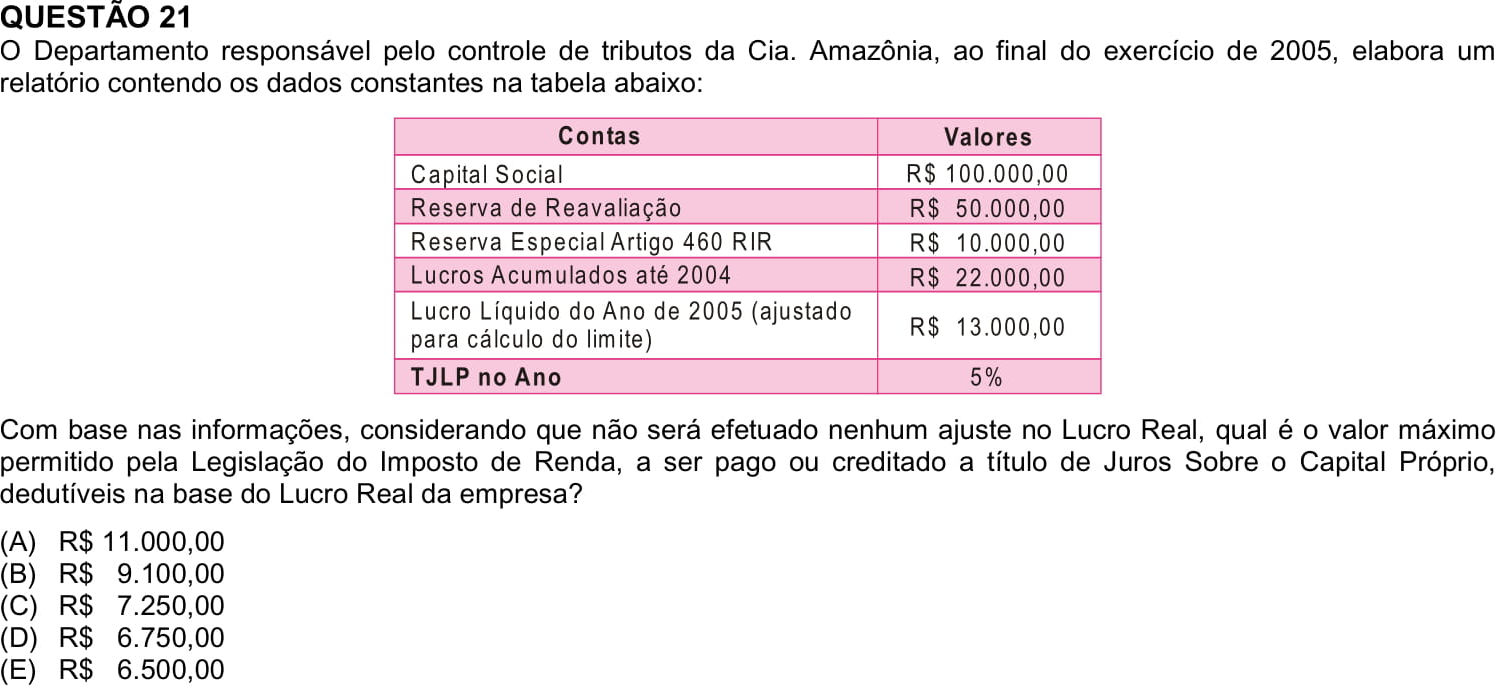 QUESTÃO 21
O Departamento responsável pelo controle de tributos da Cia. Amazônia, ao final do exercício de 2005, elabora um
relatório contendo os dados constantes na tabela abaixo:
Contas Valores
Capital Social R$ 100.000,00
Reserva de Reavaliação R$ 50.000,00
Reserva Especial Artigo 460 RIR R$ 10.000,00
Lucros Acumulados até 2004 R$ 22.000,00
Lucro Líquido do Ano de 2005 (ajustado
para cálculo do limite) R$ 13.000,00
TJLP no Ano 5%
Com base nas informações, considerando que não será efetuado nenhum ajuste no Lucro Real, qual é o valor máximo
permitido pela Legislação do Imposto de Renda, a ser pago ou creditado a título de Juros Sobre o Capital Próprio,
dedutíveis na base do Lucro Real da empresa?
(A) R$ 11.000,00
(B) R$ 9.100,00
(C) R$ 7.250,00
(D) R$ 6.750,00
(E) R$ 6.500,00